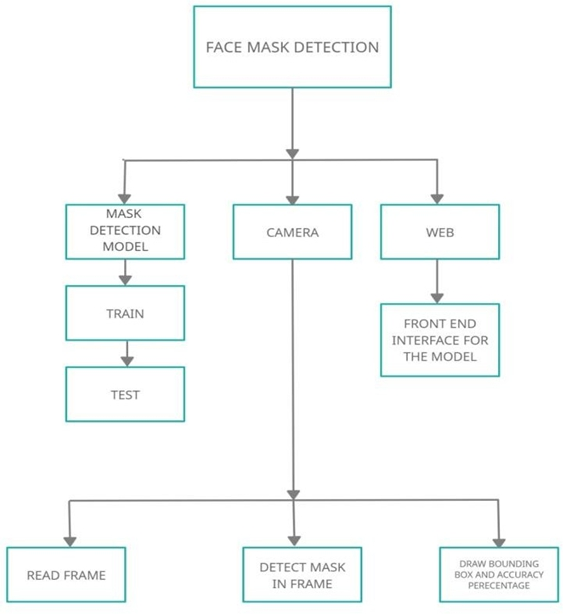 FACE MASK DETECTION
MASK
DETECTION
MODEL
CAMERA
WEB
TRAIN
FRONT END
INTERFACE FOR
THE MODEL
TEST
READ FRAME
DETECT MASK
IN FRAME
DRAW BOUNDING
BOX AND ACCURACY
PERECENTAGE